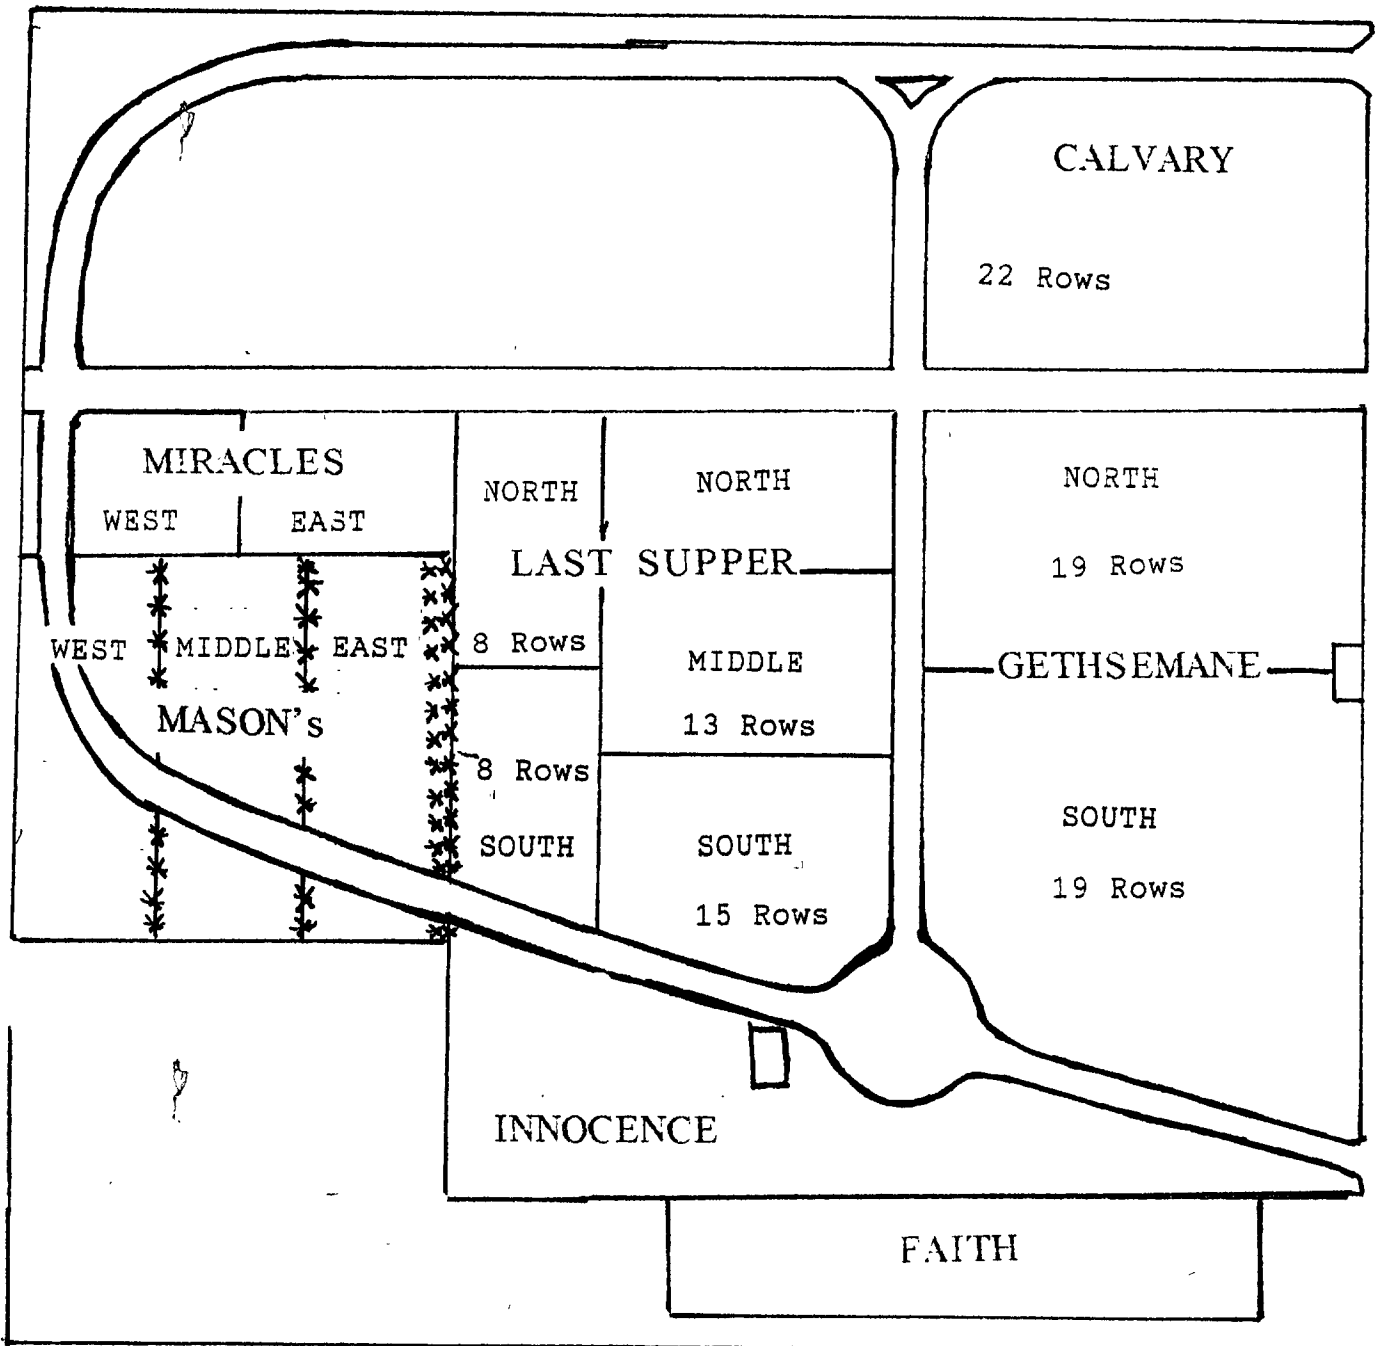 CALVARY
22 Rows
MIRACLES
WEST EAST
NORTH
NORTH
LAST SUPPER
8 Rows
MIDDLE
13 Rows
8 Rows
SOUTH
SOUTH
15 Rows
NORTH
19 Rows
GETHSEMANE
SOUTH
19 Rows
WEST MIDDLE EAST
MASON's
INNOCENCE
FAITH